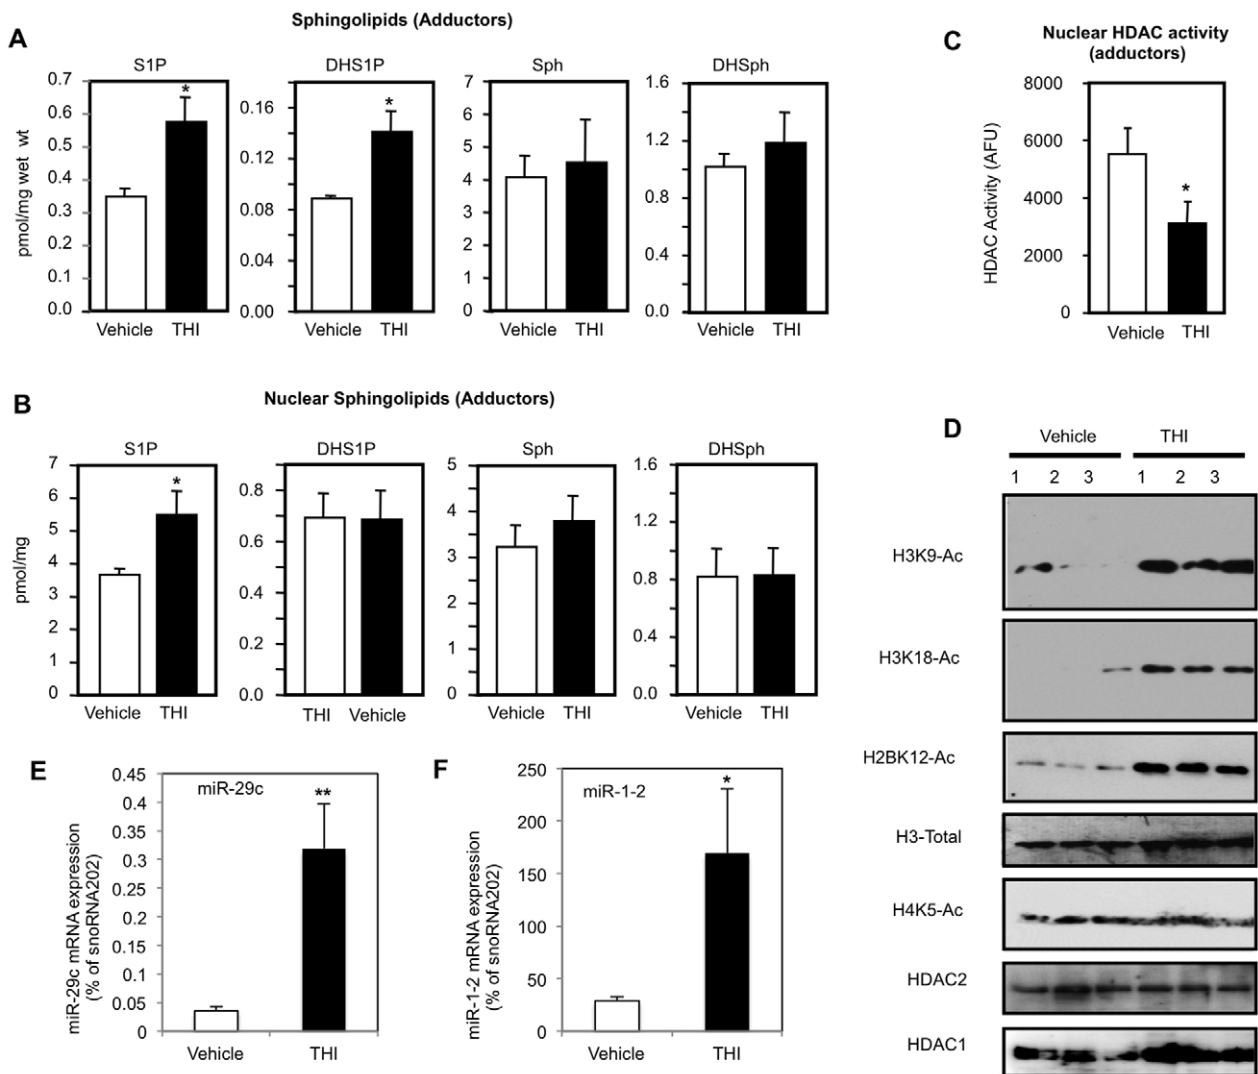 A
Sphingolipids (Adductors)
S1P
DHS1P
Sph
DHSph
pmol/mg wet wt
0.7
0.6
0.5
0.4
0.3
0.2
0.1
0.0
*
Vehicle THI
0.16
0.12
0.08
0.04
0.00
*
Vehicle THI
7
6
5
4
3
2
1
0
Vehicle THI
1.6
1.2
0.8
0.4
0.0
Vehicle THI
B
Nuclear Sphingolipids (Adductors)
S1P
DHS1P
Sph
DHSph
pmol/mg
7
6
5
4
3
2
1
0
*
Vehicle THI
0.8
0.6
0.4
0.2
0.0
THI Vehicle
5
4
3
2
1
0
Vehicle THI
1.6
1.2
0.8
0.4
0.0
Vehicle THI
C
Nuclear HDAC activity
(adductors)
HDAC Activity (AFU)
8000
6000
4000
2000
0
*
Vehicle THI
D
Vehicle THI
1 2 3 1 2 3
H3K9-Ac
H3K18-Ac
H2BK12-Ac
H3-Total
H4K5-Ac
HDAC2
HDAC1
E
miR-29c
miR-29c mRNA expression
(% of snoRNA202)
0.45
0.4
0.35
0.3
0.25
0.2
0.15
0.1
0.05
0
**
Vehicle THI
F
miR-1-2
miR-1-2 mRNA expression
(% of snoRNA202)
250
200
150
100
50
0
*
Vehicle THI